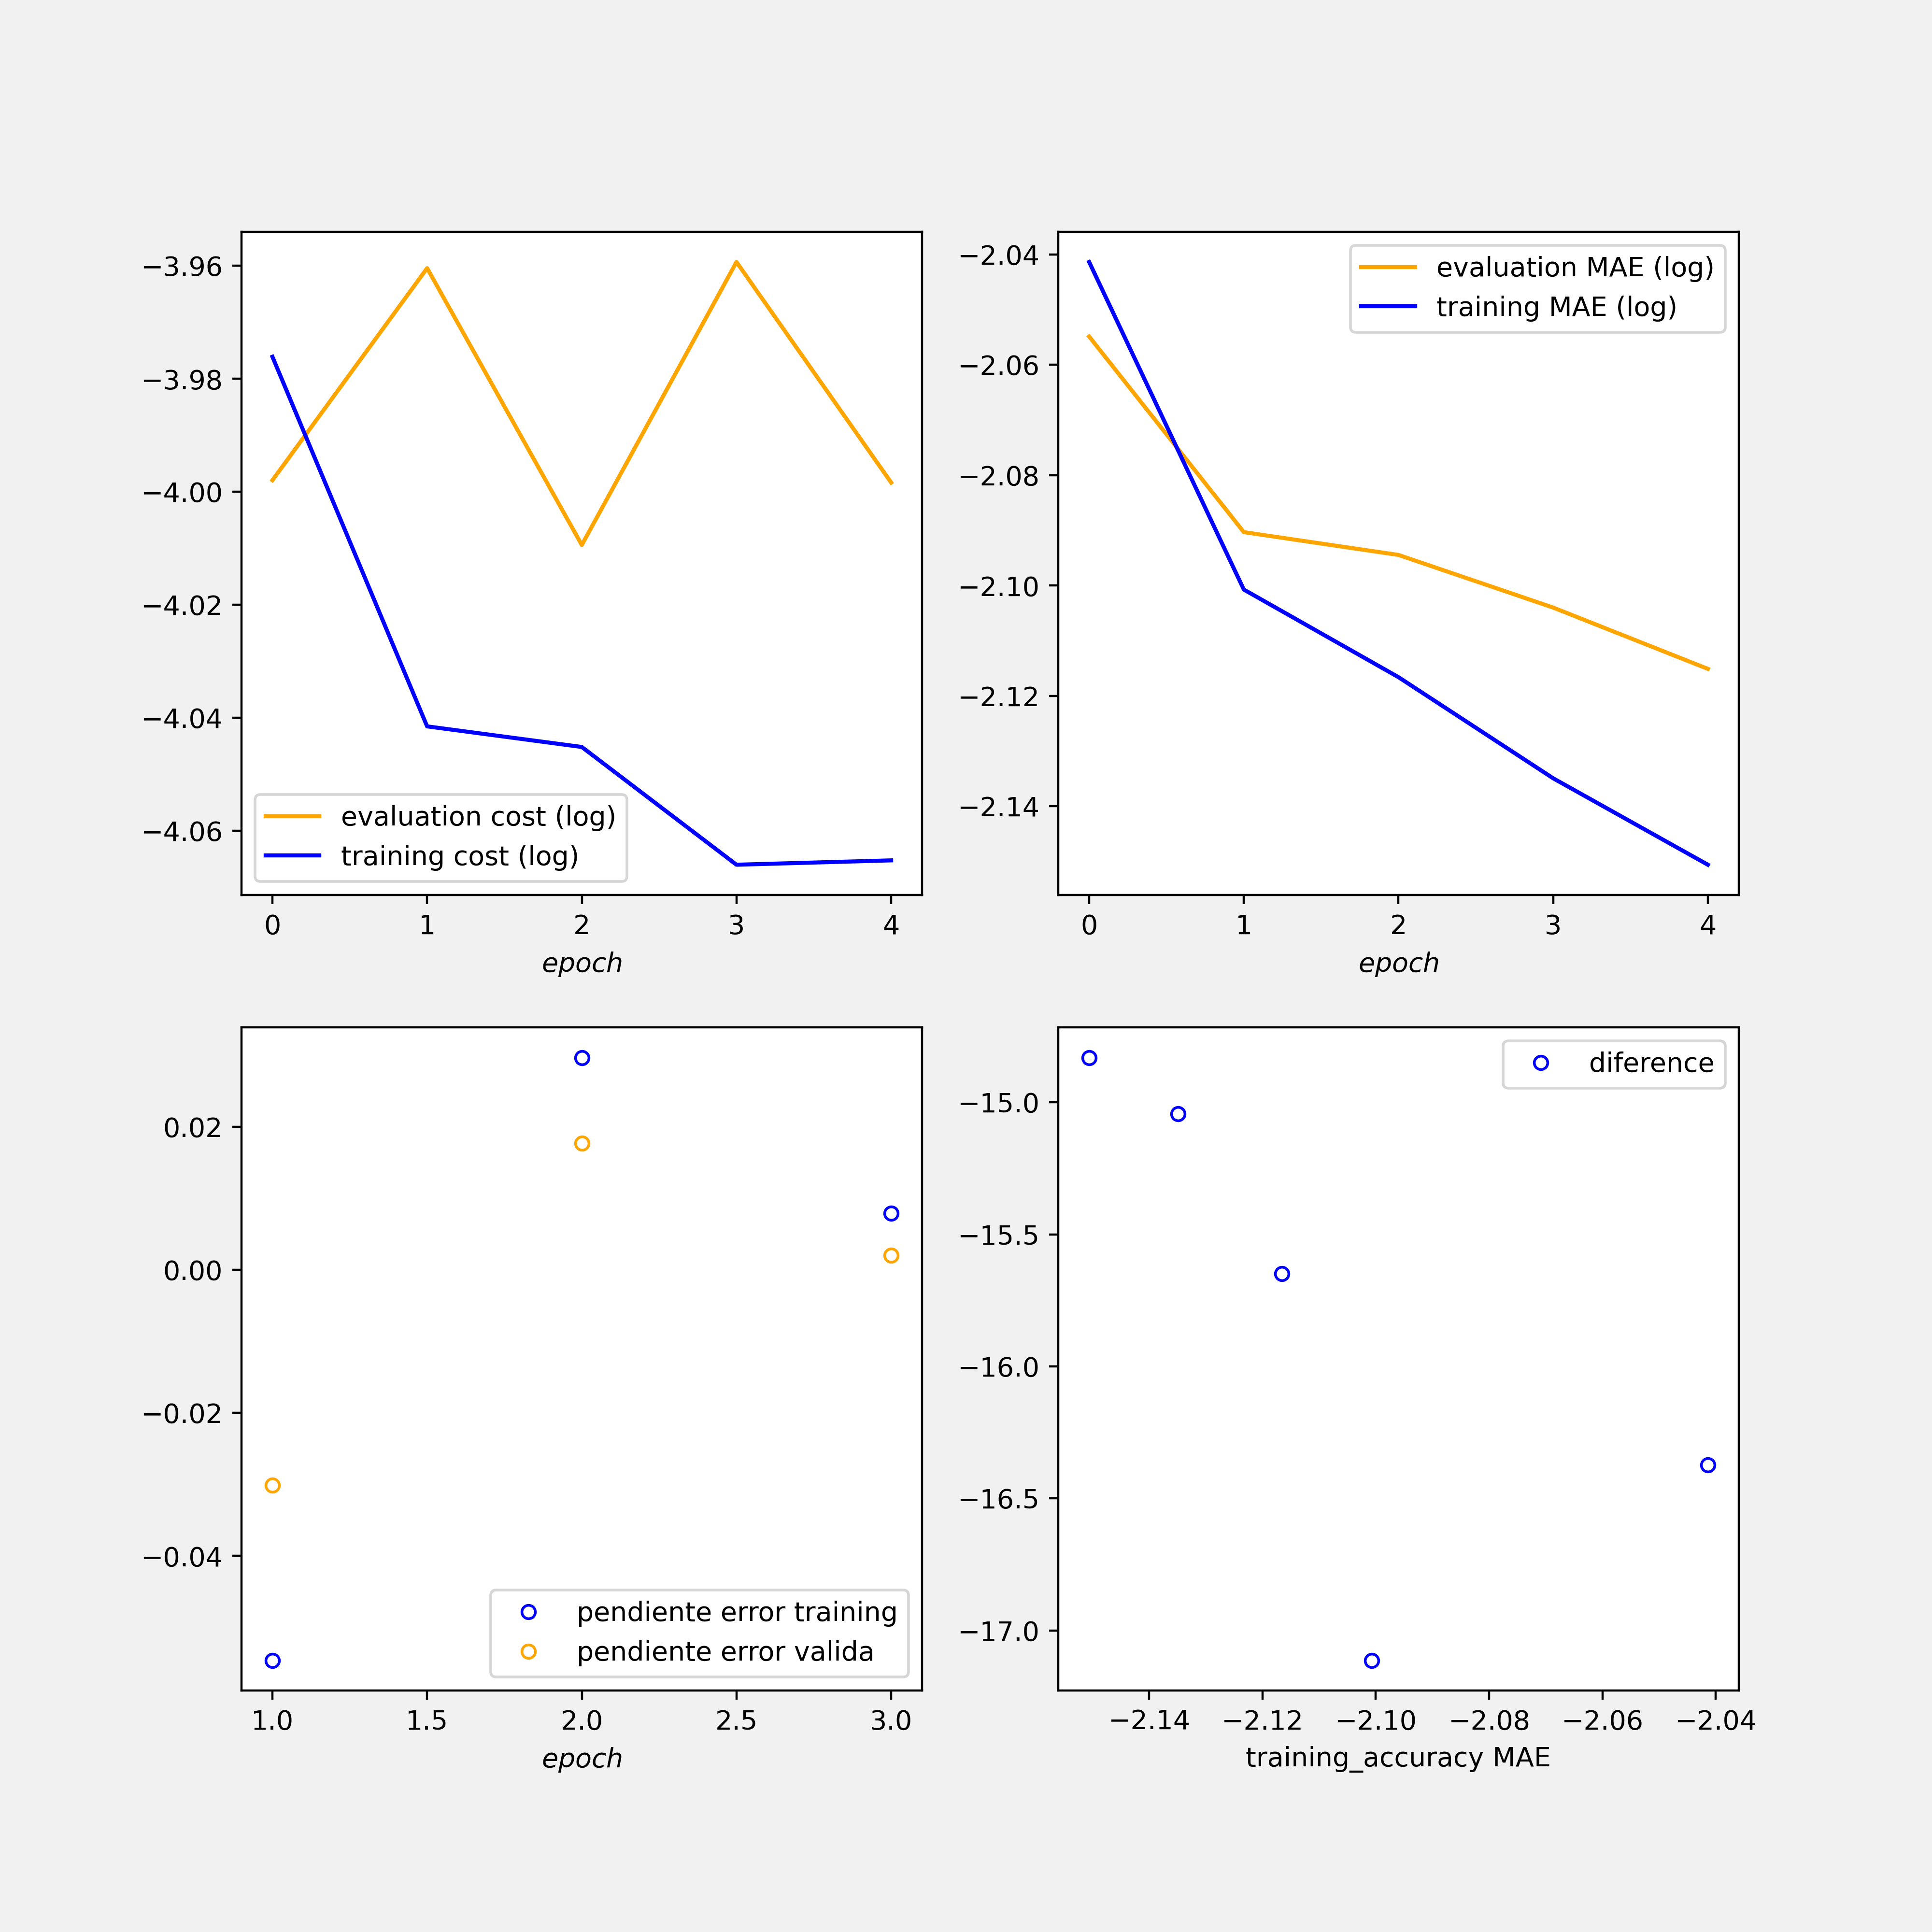 −3.96
−3.98
−4.00
−4.02
−4.04
−4.06
evaluation cost (log)
training cost (log)
0 1 2 3 4
epoch
−2.04
−2.06
−2.08
−2.10
−2.12
−2.14
evaluation MAE (log)
training MAE (log)
0 1 2 3 4
epoch
0.02
0.00
−0.02
−0.04
pendiente error training
pendiente error valida
1.0 1.5 2.0 2.5 3.0
epoch
diference
−15.0
−15.5
−16.0
−16.5
−17.0
−2.14 −2.12 −2.10 −2.08 −2.06 −2.04
training_accuracy MAE